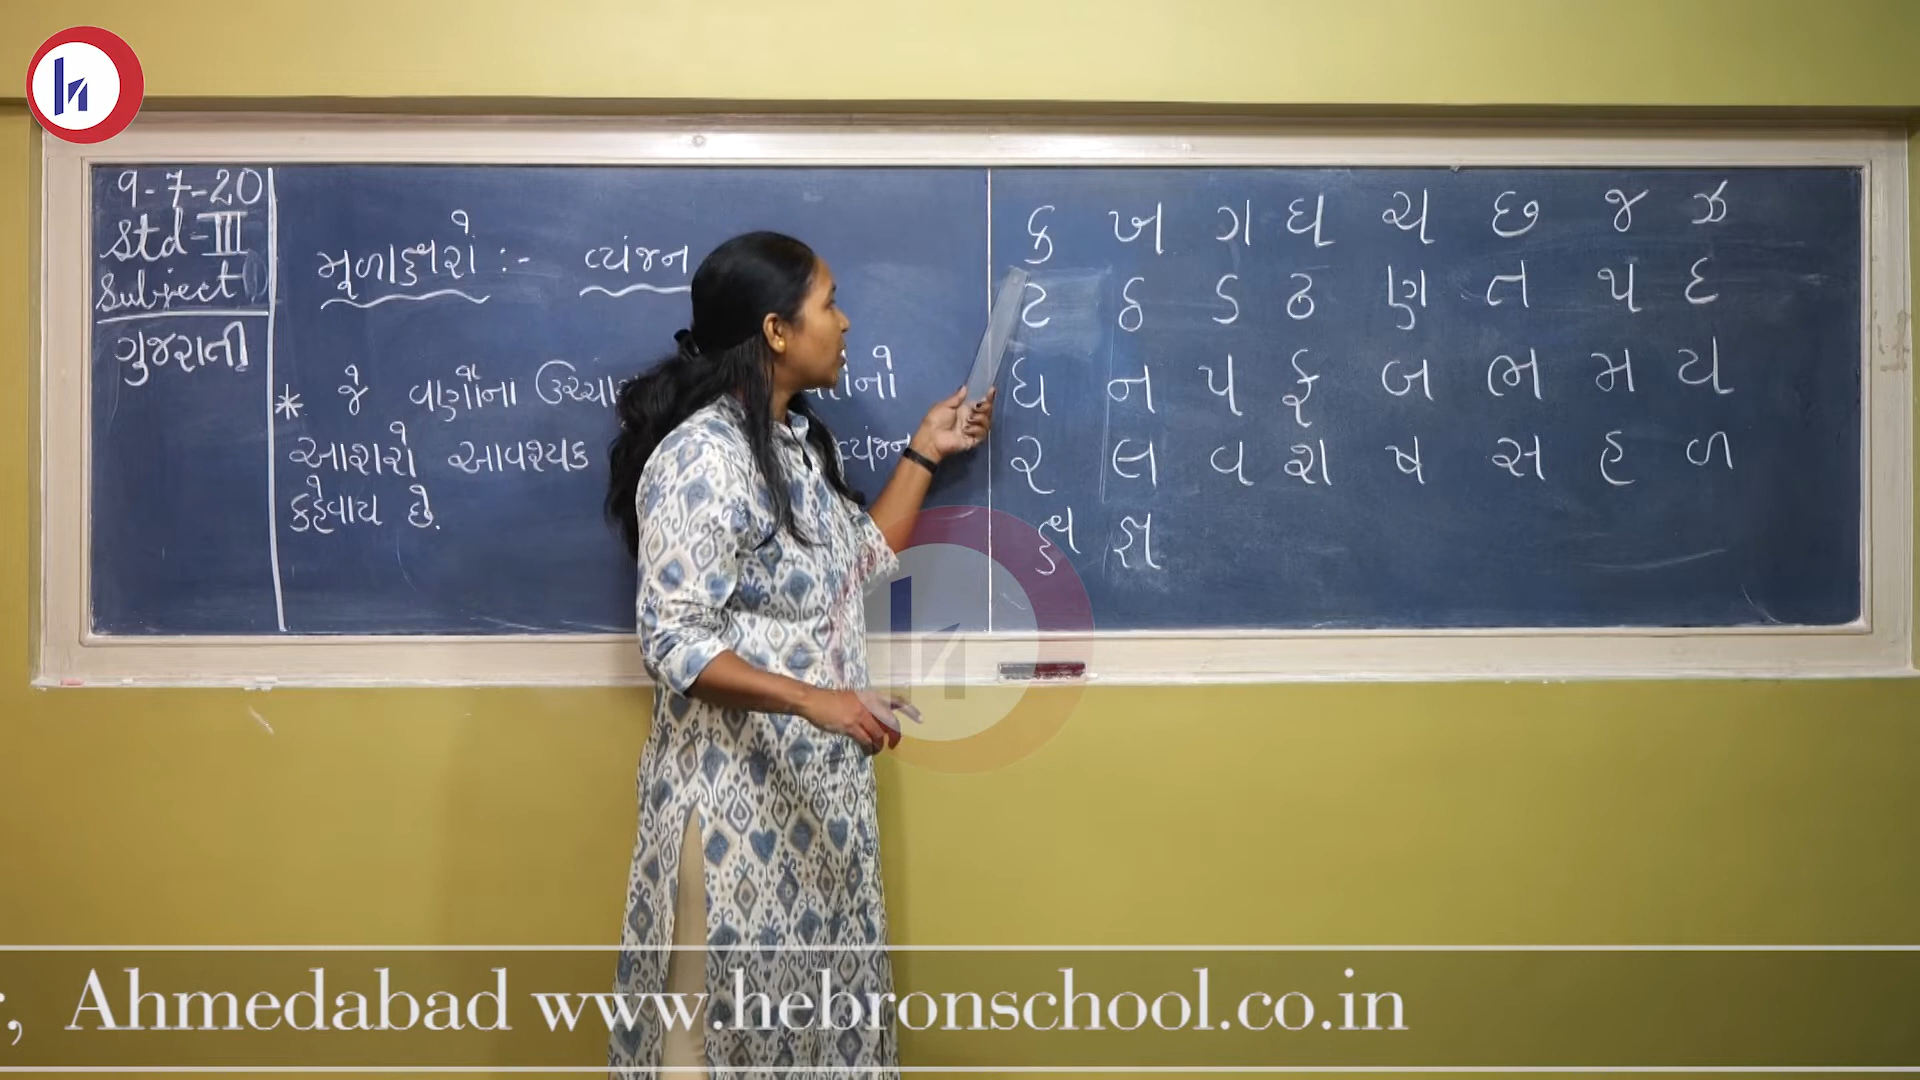 9-7-20
Std-III
Subject
ગુજરાતી
મૂળાક્ષરો :- વ્યંજન
* જે વર્ણોના
આશરો આવશ્યક વ્યંજન
કહેવાય છે.
ક ખ ગ ઘ ચ છ જ ઝ
ટ ઠ ડ ઢ ણ ત થ દ
ધ ન પ ફ બ ભ મ ય
ર લ વ શ ષ સ હ ળ
ક્ષ જ્ઞ
Ahmedabad www.hebronschool.co.in